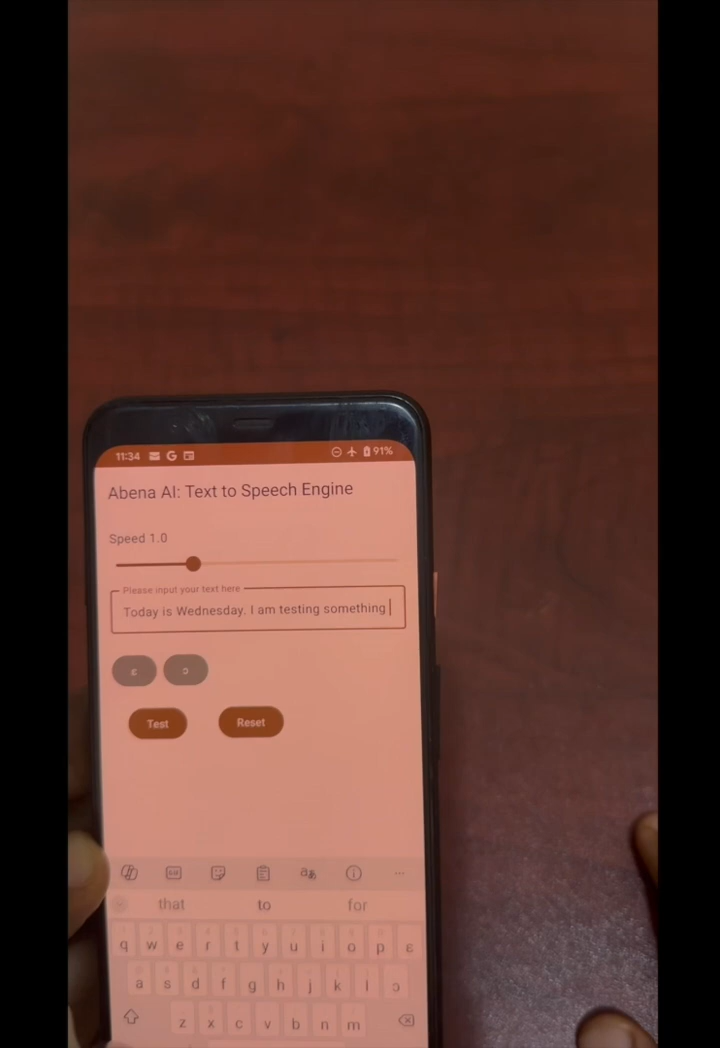 11:34 91%
Abena AI: Text to Speech Engine
Speed 1.0
Please input your text here
Today is Wednesday. I am testing something
ɛ ɔ
Test Reset
that to for
q w e r t y u i o p ɛ
a s d f g h j k l ɔ
z x c v b n m